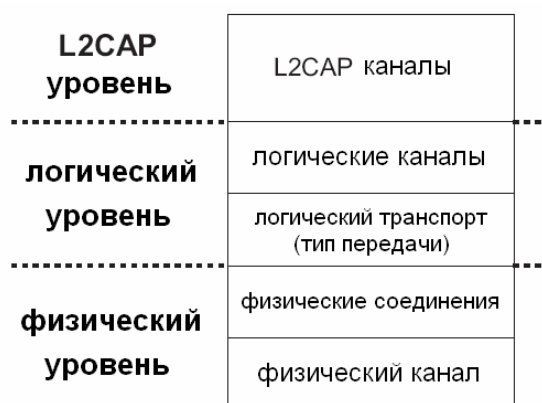 L2CAP
уровень
L2CAP каналы
логический
уровень
логические каналы
логический транспорт
(тип передачи)
физический
уровень
физические соединения
физический канал